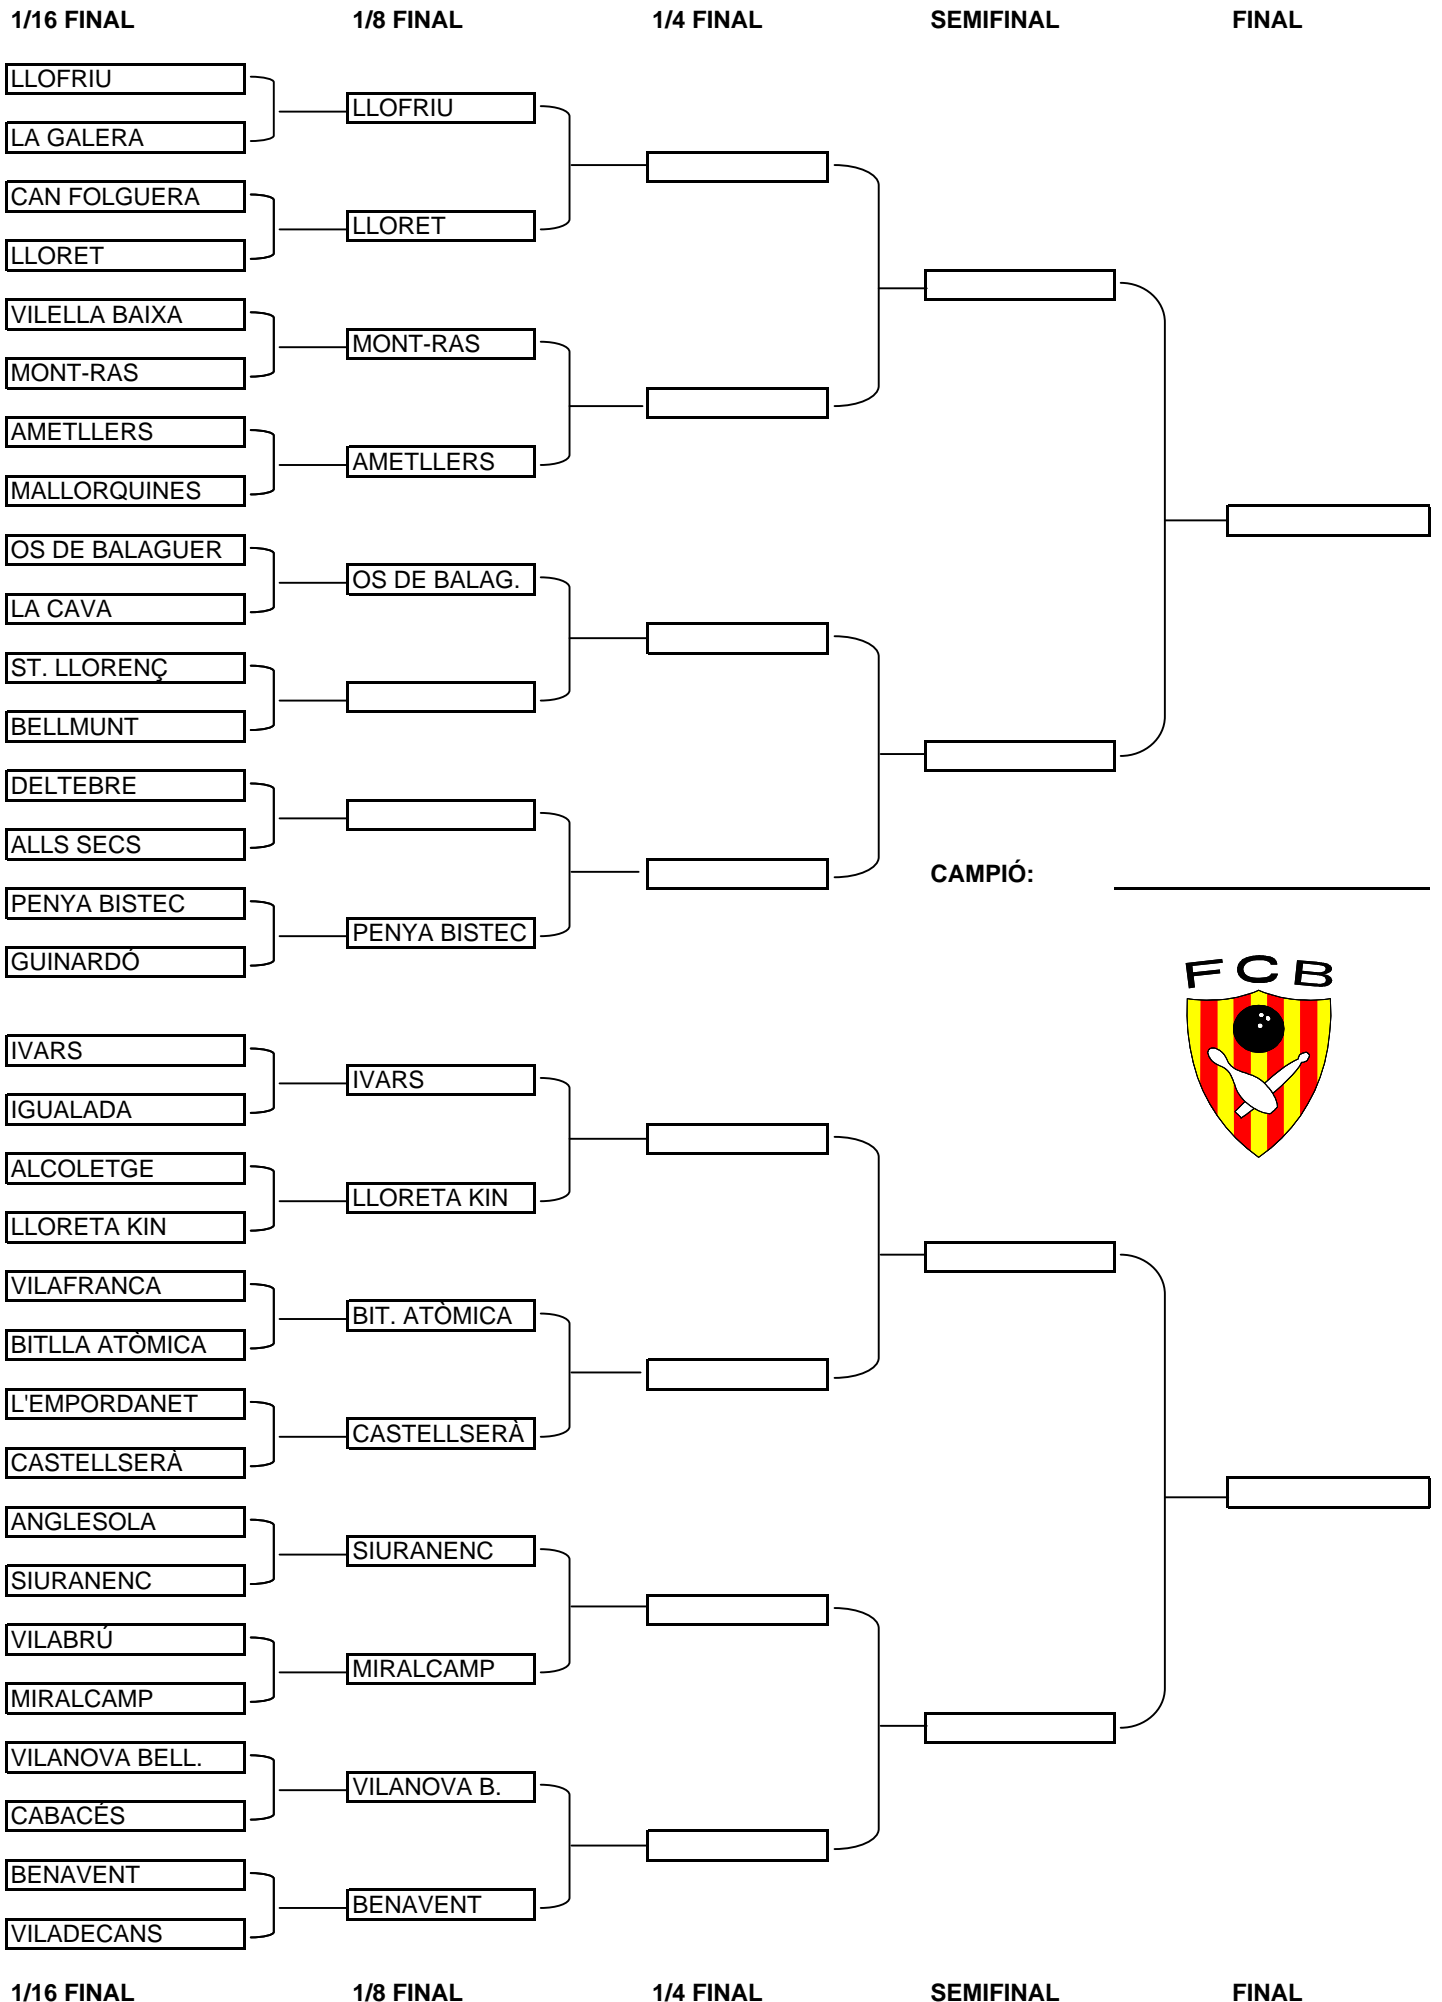 1/16 FINAL 1/8 FINAL 1/4 FINAL SEMIFINAL FINAL
LLOFRIU
LLOFRIU
LA GALERA
CAN FOLGUERA
LLORET
LLORET
VILELLA BAIXA
MONT-RAS
MONT-RAS
AMETLLERS
AMETLLERS
MALLORQUINES
OS DE BALAGUER
OS DE BALAG.
LA CAVA
ST. LLORENÇ
BELLMUNT
DELTEBRE
ALLS SECS
CAMPIÓ:
PENYA BISTEC
PENYA BISTEC
GUINARDÓ
F C B
IVARS
IVARS
IGUALADA
ALCOLETGE
LLORETA KIN
LLORETA KIN
VILAFRANCA
BIT. ATÒMICA
BITLLA ATÒMICA
L'EMPORDANET
CASTELLSERÀ
CASTELLSERÀ
ANGLESOLA
SIURANENC
SIURANENC
VILABRÚ
MIRALCAMP
MIRALCAMP
VILANOVA BELL.
VILANOVA B.
CABACÉS
BENAVENT
BENAVENT
VILADECANS
1/16 FINAL 1/8 FINAL 1/4 FINAL SEMIFINAL FINAL